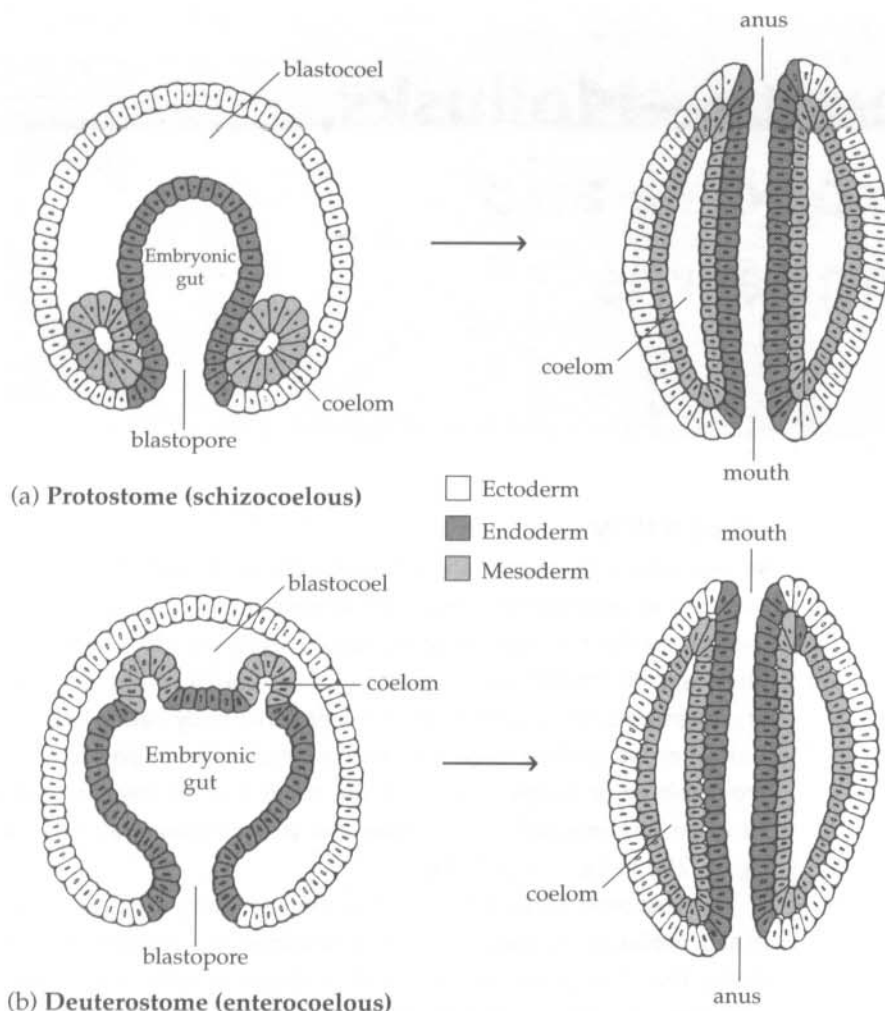 anus
blastocoel
Embryonic
gut
coelom
coelom
blastopore
mouth
(a) Protostome (schizocoelous)
Ectoderm
Endoderm
Mesoderm
mouth
blastocoel
coelom
Embryonic
gut
coelom
blastopore
anus
(b) Deuterostome (enterocoelous)